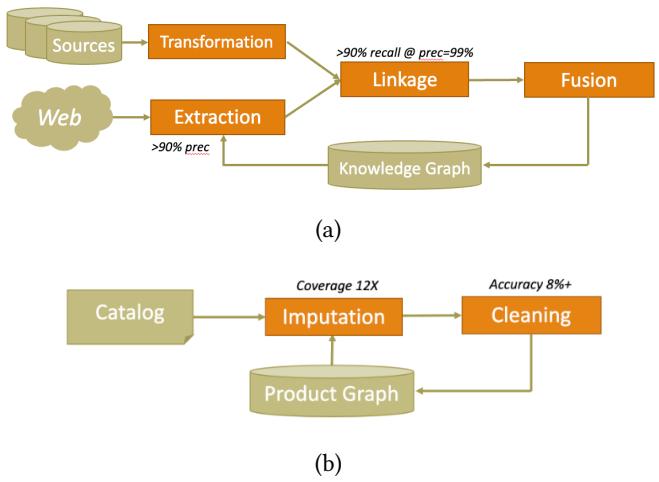 Sources
Transformation
>90% recall @ prec=99%
Linkage
Fusion
Web
Extraction
>90% prec
Knowledge Graph
(a)
Catalog
Coverage 12X
Imputation
Accuracy 8%+
Cleaning
Product Graph
(b)